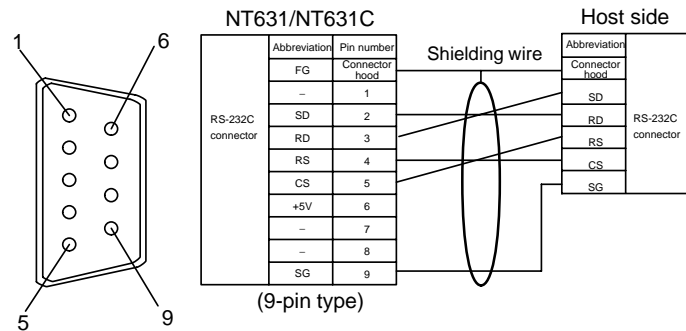 NT631/NT631C
Host side
1
6
5
9
Shielding wire
RS-232C
connector
Abbreviation Pin number
FG Connector
hood
– 1
SD 2
RD 3
RS 4
CS 5
+5V 6
– 7
– 8
SG 9
(9-pin type)
Abbreviation
Connector
hood
SD
RD
RS
CS
SG
RS-232C
connector